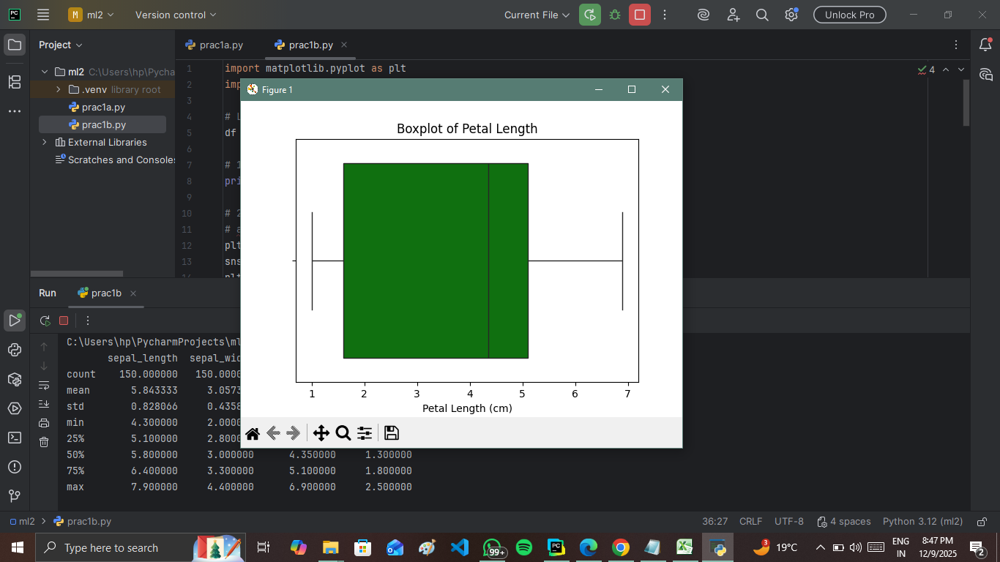 PC M ml2 Version control Current File Unlock Pro
Project prac1a.py prac1b.py
ml2 C:\Users\hp\Pycha
.venv library root
prac1a.py
prac1b.py
External Libraries
Scratches and Consoles
1 import matplotlib.pyplot as plt
4
2 imp
3
4 # L
5 df
6
7 # 1
8 pri
9
10 # 2
11 # a
12 plt
13 sns
14 plt
Figure 1
Boxplot of Petal Length
1 2 3 4 5 6 7
Petal Length (cm)
Run prac1b
C:\Users\hp\PycharmProjects\ml
sepal_length sepal_wid
count 150.000000 150.0000
mean 5.843333 3.0573
std 0.828066 0.4358
min 4.300000 2.0000
25% 5.100000 2.8000
50% 5.800000 3.000000 4.350000 1.300000
75% 6.400000 3.300000 5.100000 1.800000
max 7.900000 4.400000 6.900000 2.500000
ml2 prac1b.py 36:27 CRLF UTF-8 4 spaces Python 3.12 (ml2)
Type here to search 99+ PC 3 19°C ENG IN 8:47 PM 12/9/2025 2